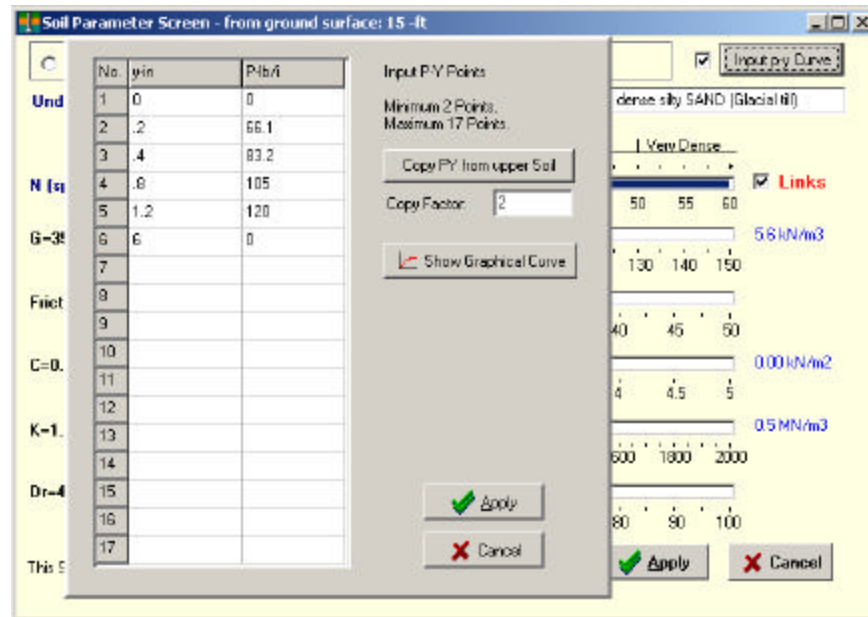 Soil Parameter Screen - from ground surface: 15 -ft
Input p-y Curve
Und
dense silty SAND (Glacial till)
No. y-in P-lb/i
1 0 0
2 .2 66.1
3 .4 83.2
4 .8 105
5 1.2 120
6 6 0
7
8
9
10
11
12
13
14
15
16
17
Input P-Y Points
Minimum 2 Points.
Maximum 17 Points.
Copy PY from upper Soil
Copy Factor: 2
Show Graphical Curve
Apply
Cancel
Very Dense
Links
50 55 60
N (sp
G=35
5.6 kN/m3
130 140 150
Frict
40 45 50
C=0.
0.00 kN/m2
4 4.5 5
K=1.
0.5 MN/m3
600 1800 2000
Dr=4
80 90 100
This S
Apply
Cancel